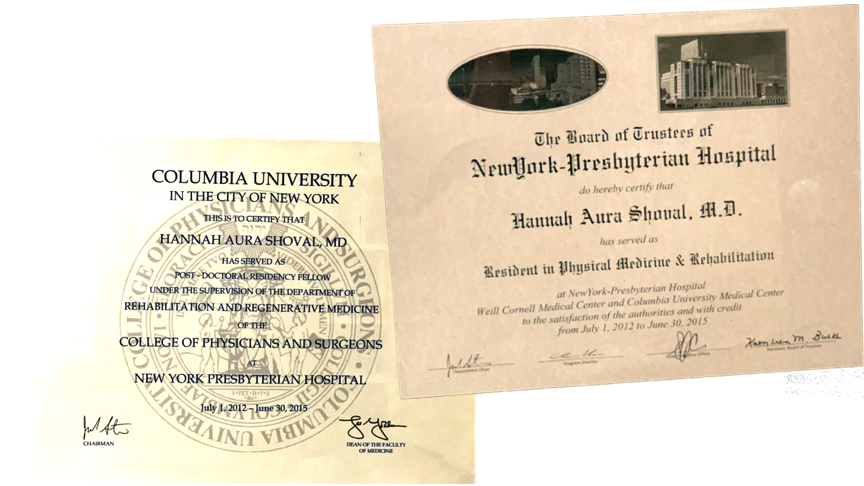 COLUMBIA UNIVERSITY
IN THE CITY OF NEW YORK
THIS IS TO CERTIFY THAT
HANNAH AURA SHOVAL, MD
HAS SERVED AS
POST - DOCTORAL RESIDENCY FELLOW
UNDER THE SUPERVISION OF THE DEPARTMENT OF
REHABILITATION AND REGENERATIVE MEDICINE
OF THE
COLLEGE OF PHYSICIANS AND SURGEONS
AT
NEW YORK PRESBYTERIAN HOSPITAL
July 1, 2012 – June 30, 2015
CHAIRMAN
DEAN OF THE FACULTY
OF MEDICINE
COLLEGE OF PHYSICIANS AND SURGEONS
COLUMBIA UNIVERSITY
The Board of Trustees of
NewYork-Presbyterian Hospital
do hereby certify that
Hannah Aura Shoval, M.D.
has served as
Resident in Physical Medicine & Rehabilitation
at NewYork-Presbyterian Hospital
Weill Cornell Medical Center and Columbia University Medical Center
to the satisfaction of the authorities and with credit
from July 1, 2012 to June 30, 2015
Department Chair
Program Director
Officer
Kathleen M. Burke
Secretary, Board of Trustees